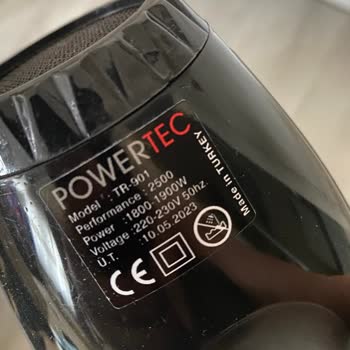 POWERTEC
Model : TR-901
Performance : 2500
Power :1800-1900W
Voltage :220-230V 50hz.
Ü.T. :10.05.2023
CE
Made in TURKEY